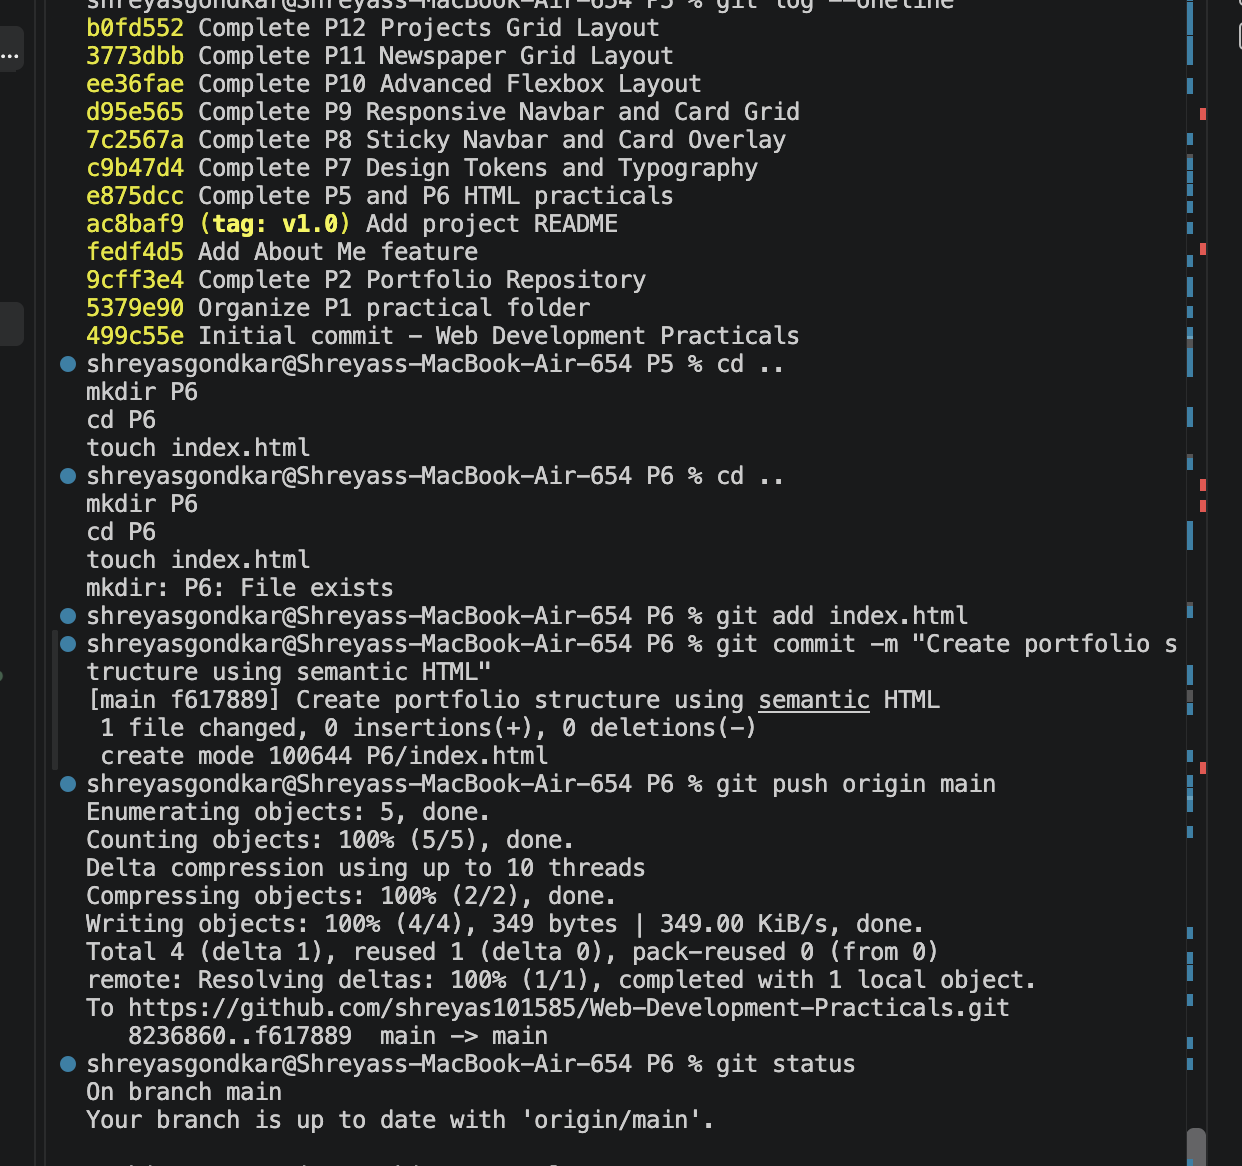 shreyasgondkar@Shreyass-MacBook-Air-654 P5 % git log --oneline
b0fd552 Complete P12 Projects Grid Layout
3773dbb Complete P11 Newspaper Grid Layout
ee36fae Complete P10 Advanced Flexbox Layout
d95e565 Complete P9 Responsive Navbar and Card Grid
7c2567a Complete P8 Sticky Navbar and Card Overlay
c9b47d4 Complete P7 Design Tokens and Typography
e875dcc Complete P5 and P6 HTML practicals
ac8baf9 (tag: v1.0) Add project README
fedf4d5 Add About Me feature
9cff3e4 Complete P2 Portfolio Repository
5379e90 Organize P1 practical folder
499c55e Initial commit - Web Development Practicals
shreyasgondkar@Shreyass-MacBook-Air-654 P5 % cd ..
mkdir P6
cd P6
touch index.html
shreyasgondkar@Shreyass-MacBook-Air-654 P6 % cd ..
mkdir P6
cd P6
touch index.html
mkdir: P6: File exists
shreyasgondkar@Shreyass-MacBook-Air-654 P6 % git add index.html
shreyasgondkar@Shreyass-MacBook-Air-654 P6 % git commit -m "Create portfolio s
tructure using semantic HTML"
[main f617889] Create portfolio structure using semantic HTML
 1 file changed, 0 insertions(+), 0 deletions(-)
 create mode 100644 P6/index.html
shreyasgondkar@Shreyass-MacBook-Air-654 P6 % git push origin main
Enumerating objects: 5, done.
Counting objects: 100% (5/5), done.
Delta compression using up to 10 threads
Compressing objects: 100% (2/2), done.
Writing objects: 100% (4/4), 349 bytes | 349.00 KiB/s, done.
Total 4 (delta 1), reused 1 (delta 0), pack-reused 0 (from 0)
remote: Resolving deltas: 100% (1/1), completed with 1 local object.
To https://github.com/shreyas101585/Web-Development-Practicals.git
   8236860..f617889  main -> main
shreyasgondkar@Shreyass-MacBook-Air-654 P6 % git status
On branch main
Your branch is up to date with 'origin/main'.